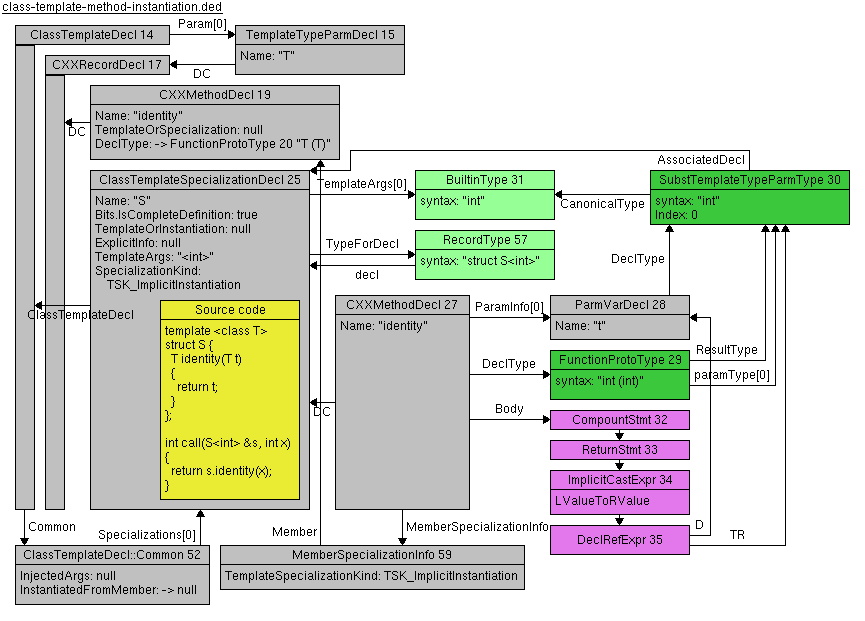 class-template-method-instantiation.ded
ClassTemplateDecl 14
Param[0]
TemplateTypeParmDecl 15
Name: "T"
CXXRecordDecl 17
DC
CXXMethodDecl 19
Name: "identity"
TemplateOrSpecialization: null
DeclType: -> FunctionProtoType 20 "T (T)"
DC
ClassTemplateSpecializationDecl 25
Name: "S"
Bits.IsCompleteDefinition: true
TemplateOrInstantiation: null
ExplicitInfo: null
TemplateArgs: "<int>"
SpecializationKind:
TSK_ImplicitInstantiation
TemplateArgs[0]
BuiltinType 31
syntax: "int"
AssociatedDecl
SubstTemplateTypeParmType 30
syntax: "int"
Index: 0
CanonicalType
TypeForDecl
decl
RecordType 57
syntax: "struct S<int>"
DeclType
ClassTemplateDecl
Source code
template <class T>
struct S {
T identity(T t)
{
return t;
}
};
int call(S<int> &s, int x)
{
return s.identity(x);
}
CXXMethodDecl 27
Name: "identity"
DC
ParamInfo[0]
ParmVarDecl 28
Name: "t"
DeclType
FunctionProtoType 29
syntax: "int (int)"
ResultType
paramType[0]
Body
CompoundStmt 32
ReturnStmt 33
ImplicitCastExpr 34
LValueToRValue
DeclRefExpr 35
D
TR
Common
Specializations[0]
Member
MemberSpecializationInfo
ClassTemplateDecl::Common 52
InjectedArgs: null
InstantiatedFromMember: -> null
MemberSpecializationInfo 59
TemplateSpecializationKind: TSK_ImplicitInstantiation